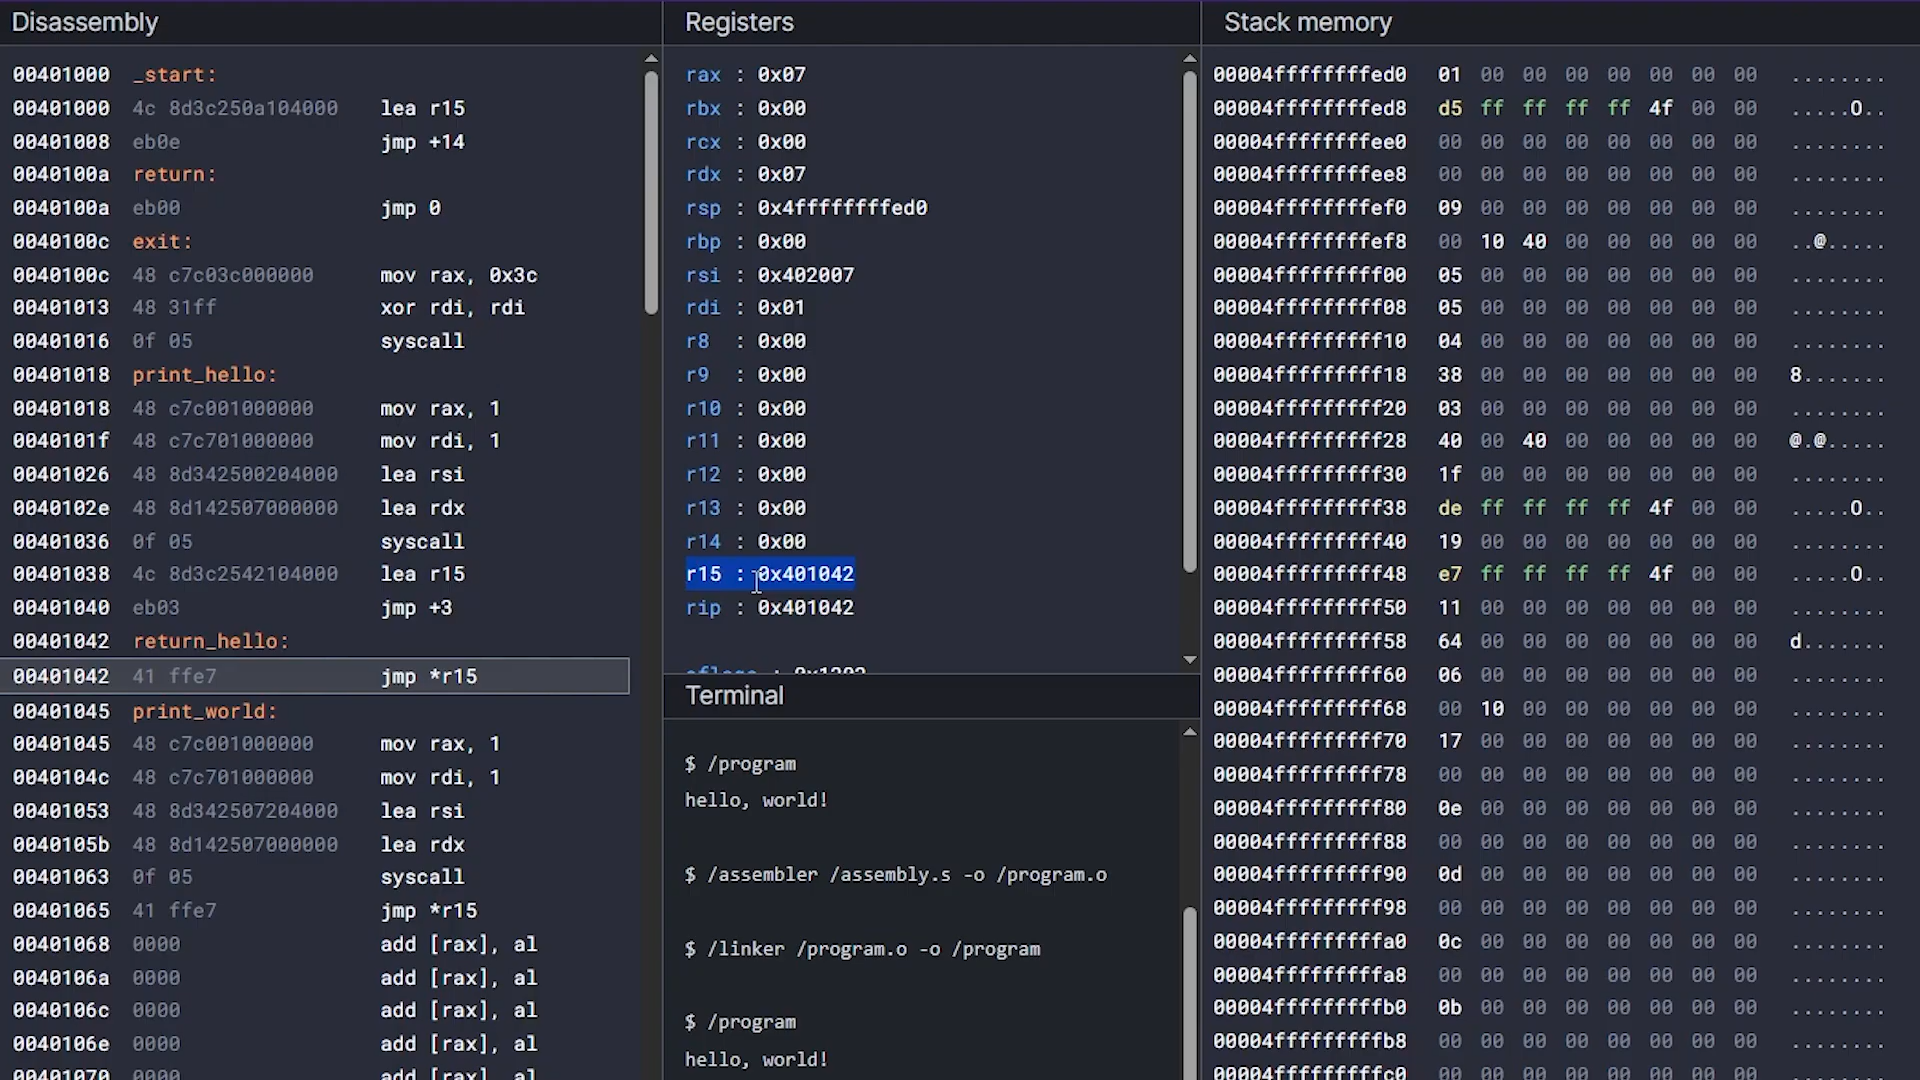 Disassembly
00401000 _start:
00401000 4c 8d3c250a104000 lea r15
00401008 eb0e jmp +14
0040100a return:
0040100a eb00 jmp 0
0040100c exit:
0040100c 48 c7c03c000000 mov rax, 0x3c
00401013 48 31ff xor rdi, rdi
00401016 0f 05 syscall
00401018 print_hello:
00401018 48 c7c001000000 mov rax, 1
0040101f 48 c7c701000000 mov rdi, 1
00401026 48 8d342500204000 lea rsi
0040102e 48 8d142507000000 lea rdx
00401036 0f 05 syscall
00401038 4c 8d3c2542104000 lea r15
00401040 eb03 jmp +3
00401042 return_hello:
00401042 41 ffe7 jmp *r15
00401045 print_world:
00401045 48 c7c001000000 mov rax, 1
0040104c 48 c7c701000000 mov rdi, 1
00401053 48 8d342507204000 lea rsi
0040105b 48 8d142507000000 lea rdx
00401063 0f 05 syscall
00401065 41 ffe7 jmp *r15
00401068 0000 add [rax], al
0040106a 0000 add [rax], al
0040106c 0000 add [rax], al
0040106e 0000 add [rax], al
00401070 0000 add [rax], al
Registers
rax : 0x07
rbx : 0x00
rcx : 0x00
rdx : 0x07
rsp : 0x4ffffffffed0
rbp : 0x00
rsi : 0x402007
rdi : 0x01
r8 : 0x00
r9 : 0x00
r10 : 0x00
r11 : 0x00
r12 : 0x00
r13 : 0x00
r14 : 0x00
r15 : 0x401042
rip : 0x401042
eflags : 0x1202
Terminal
$ /program
hello, world!
$ /assembler /assembly.s -o /program.o
$ /linker /program.o -o /program
$ /program
hello, world!
Stack memory
00004ffffffffed0 01 00 00 00 00 00 00 00 ........
00004ffffffffed8 d5 ff ff ff ff 4f 00 00 .....O..
00004ffffffffee0 00 00 00 00 00 00 00 00 ........
00004ffffffffee8 00 00 00 00 00 00 00 00 ........
00004ffffffffef0 09 00 00 00 00 00 00 00 ........
00004ffffffffef8 00 10 40 00 00 00 00 00 ..@.....
00004fffffffff00 05 00 00 00 00 00 00 00 ........
00004fffffffff08 05 00 00 00 00 00 00 00 ........
00004fffffffff10 04 00 00 00 00 00 00 00 ........
00004fffffffff18 38 00 00 00 00 00 00 00 8.......
00004fffffffff20 03 00 00 00 00 00 00 00 ........
00004fffffffff28 40 00 40 00 00 00 00 00 @.@.....
00004fffffffff30 1f 00 00 00 00 00 00 00 ........
00004fffffffff38 de ff ff ff ff 4f 00 00 .....O..
00004fffffffff40 19 00 00 00 00 00 00 00 ........
00004fffffffff48 e7 ff ff ff ff 4f 00 00 .....O..
00004fffffffff50 11 00 00 00 00 00 00 00 ........
00004fffffffff58 64 00 00 00 00 00 00 00 d.......
00004fffffffff60 06 00 00 00 00 00 00 00 ........
00004fffffffff68 00 10 00 00 00 00 00 00 ........
00004fffffffff70 17 00 00 00 00 00 00 00 ........
00004fffffffff78 00 00 00 00 00 00 00 00 ........
00004fffffffff80 0e 00 00 00 00 00 00 00 ........
00004fffffffff88 00 00 00 00 00 00 00 00 ........
00004fffffffff90 0d 00 00 00 00 00 00 00 ........
00004fffffffff98 00 00 00 00 00 00 00 00 ........
00004fffffffffa0 0c 00 00 00 00 00 00 00 ........
00004fffffffffa8 00 00 00 00 00 00 00 00 ........
00004fffffffffb0 0b 00 00 00 00 00 00 00 ........
00004fffffffffb8 00 00 00 00 00 00 00 00 ........
00004fffffffffc0 00 00 00 00 00 00 00 00 ........